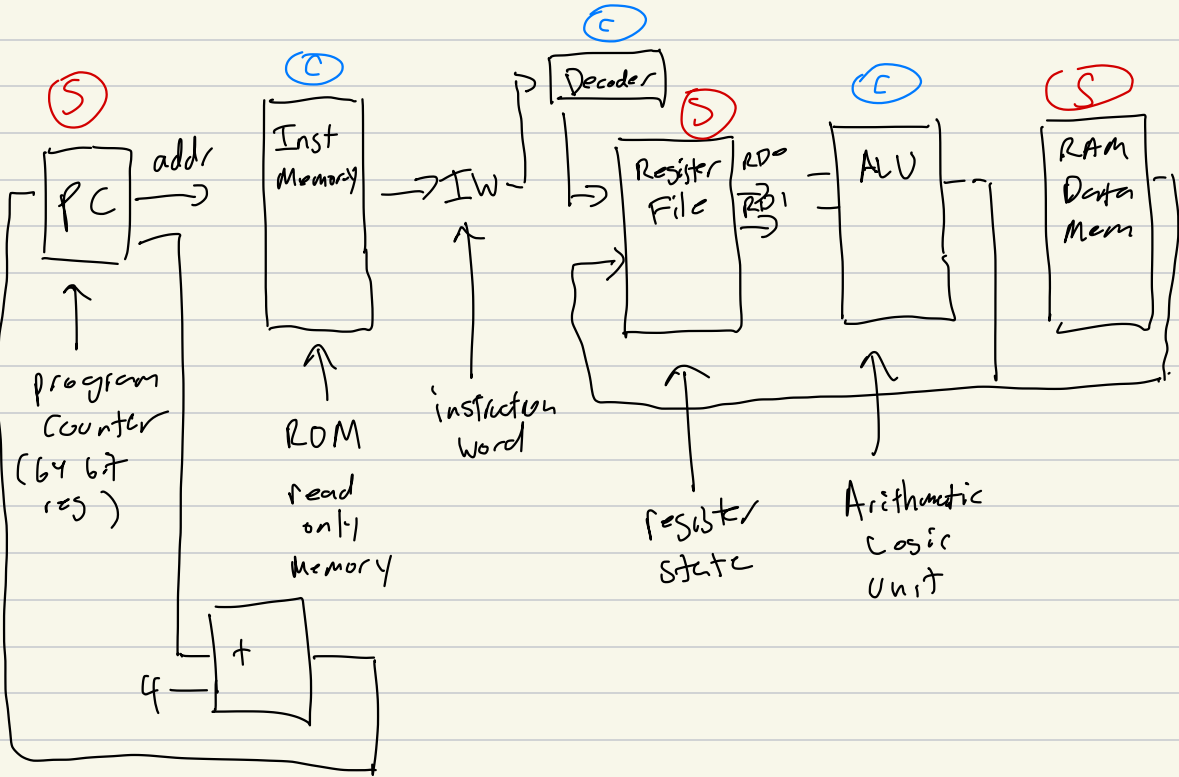 C
Decoder
S
PC
addr
C
Inst
Memory
IW
S
Register
File
RD0
RD1
C
ALU
S
RAM
Data
Mem
program
counter
(64 bit
reg)
ROM
read
only
memory
instruction
word
register
state
Arithmetic
Logic
Unit
+
4